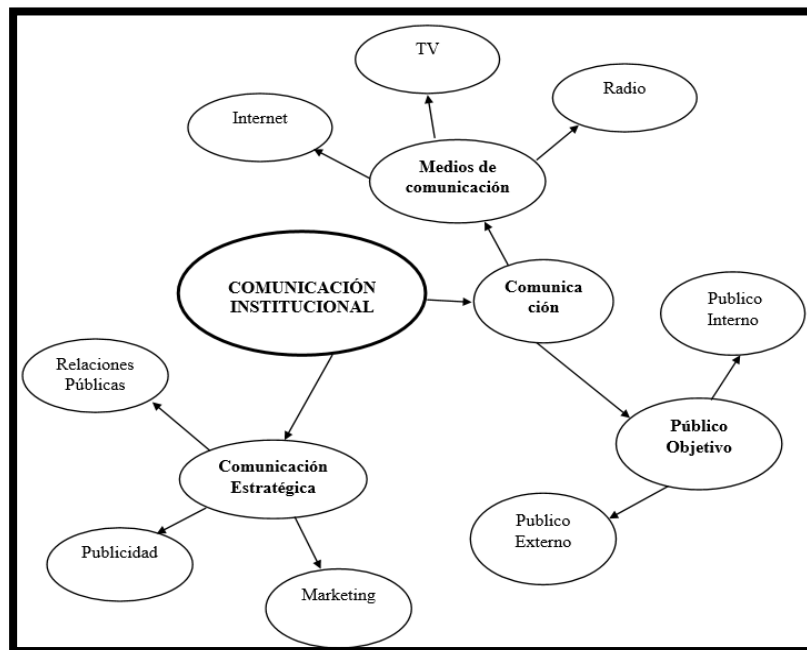 TV
Radio
Internet
Medios de
comunicación
COMUNICACIÓN
INSTITUCIONAL
Comunica
ción
Publico
Interno
Relaciones
Públicas
Público
Objetivo
Comunicación
Estratégica
Publico
Externo
Publicidad
Marketing